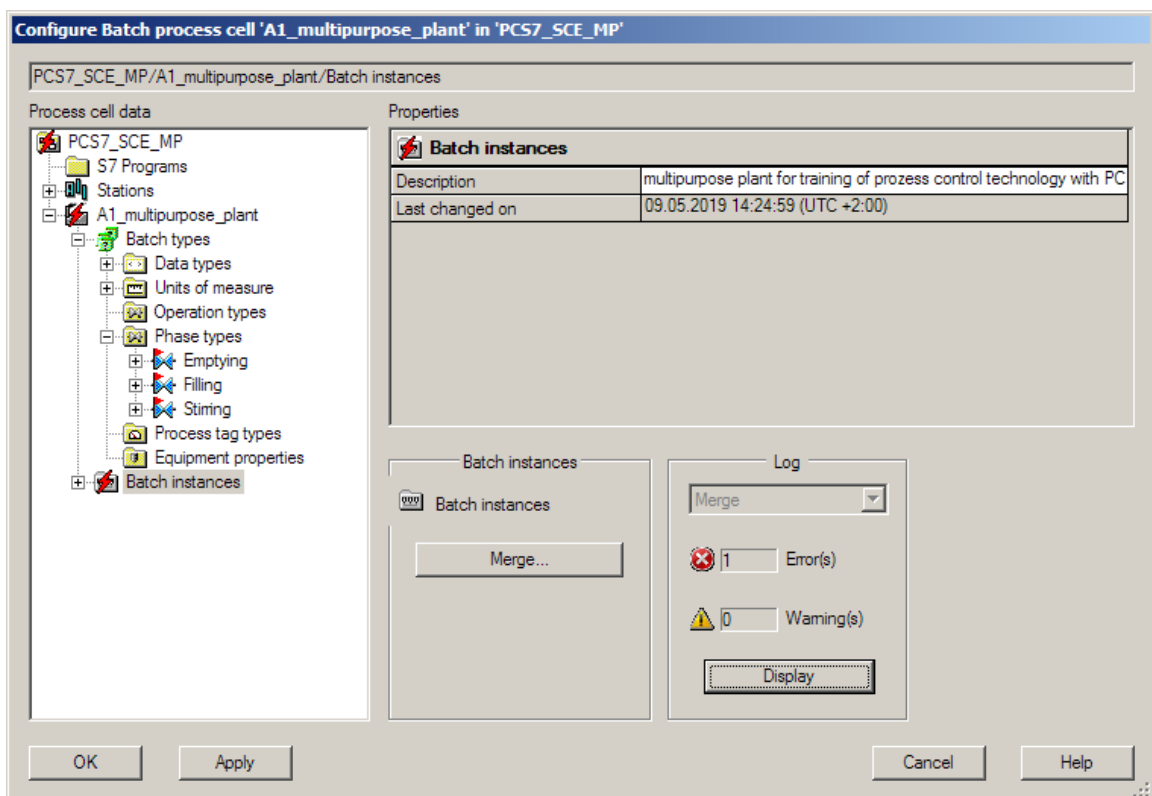 Configure Batch process cell 'A1_multipurpose_plant' in 'PCS7_SCE_MP'
PCS7_SCE_MP/A1_multipurpose_plant/Batch instances
Process cell data
PCS7_SCE_MP
S7 Programs
Stations
A1_multipurpose_plant
Batch types
Data types
Units of measure
Operation types
Phase types
Emptying
Filling
Stirring
Process tag types
Equipment properties
Batch instances
Properties
Batch instances
Description multipurpose plant for training of prozess control technology with PC
Last changed on 09.05.2019 14:24:59 (UTC +2:00)
Batch instances
Batch instances
Merge...
Log
Merge
1 Error(s)
0 Warning(s)
Display
OK Apply Cancel Help